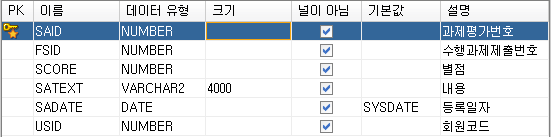 PK 이름 데이터 유형 크기 널이 아님 기본값 설명
SAID NUMBER 과제평가번호
FSID NUMBER 수행과제제출번호
SCORE NUMBER 별점
SATEXT VARCHAR2 4000 내용
SADATE DATE SYSDATE 등록일자
USID NUMBER 회원코드